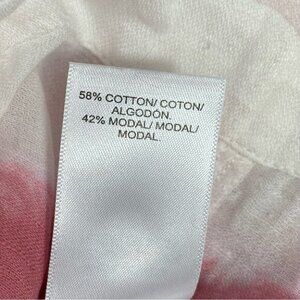 58% COTTON/ COTON/
ALGODÓN.
42% MODAL/ MODAL/
MODAL.